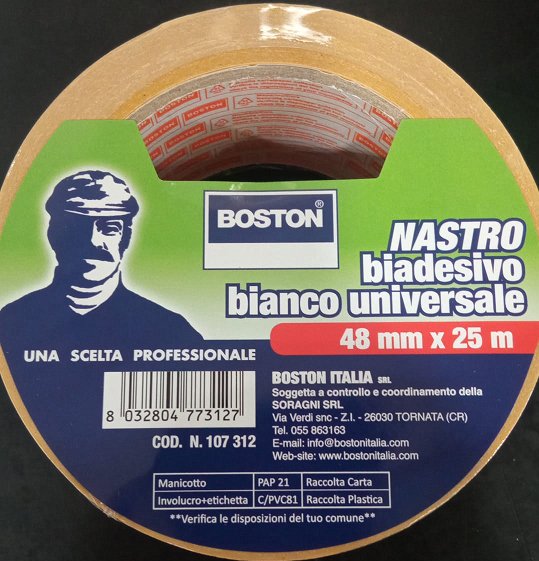 BOSTON®
NASTRO
biadesivo
bianco universale
48 mm x 25 m
UNA SCELTA PROFESSIONALE
8 032804 773127
COD. N. 107 312
BOSTON ITALIA SRL
Soggetta a controllo e coordinamento della
SORAGNI SRL
Via Verdi snc - Z.I. - 26030 TORNATA (CR)
Tel. 055 863163
E-mail: info@bostonitalia.com
Web-site: www.bostonitalia.com
Manicotto PAP 21 Raccolta Carta
Involucro+etichetta C/PVC81 Raccolta Plastica
**Verifica le disposizioni del tuo comune**